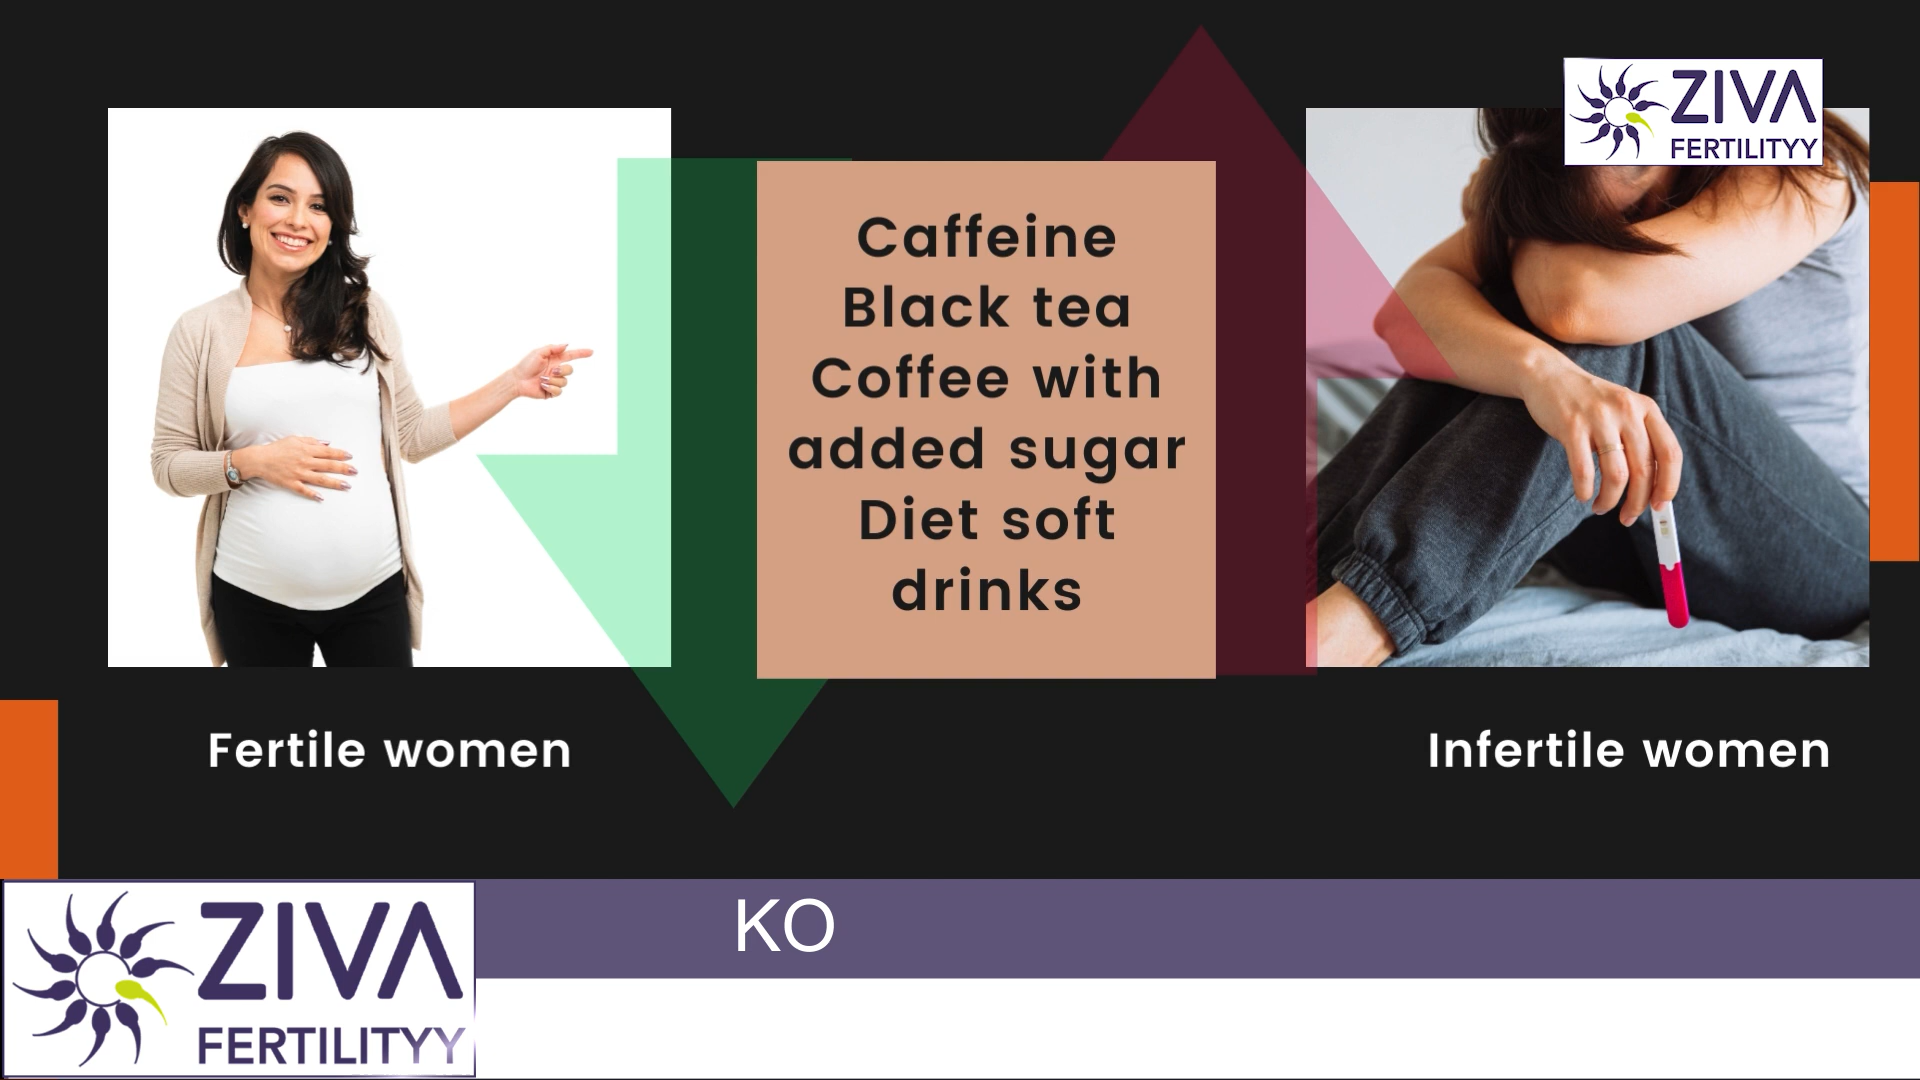 ZIVA
FERTILITYY
Caffeine
Black tea
Coffee with
added sugar
Diet soft
drinks
Fertile women
Infertile women
KO
ZIVA
FERTILITYY